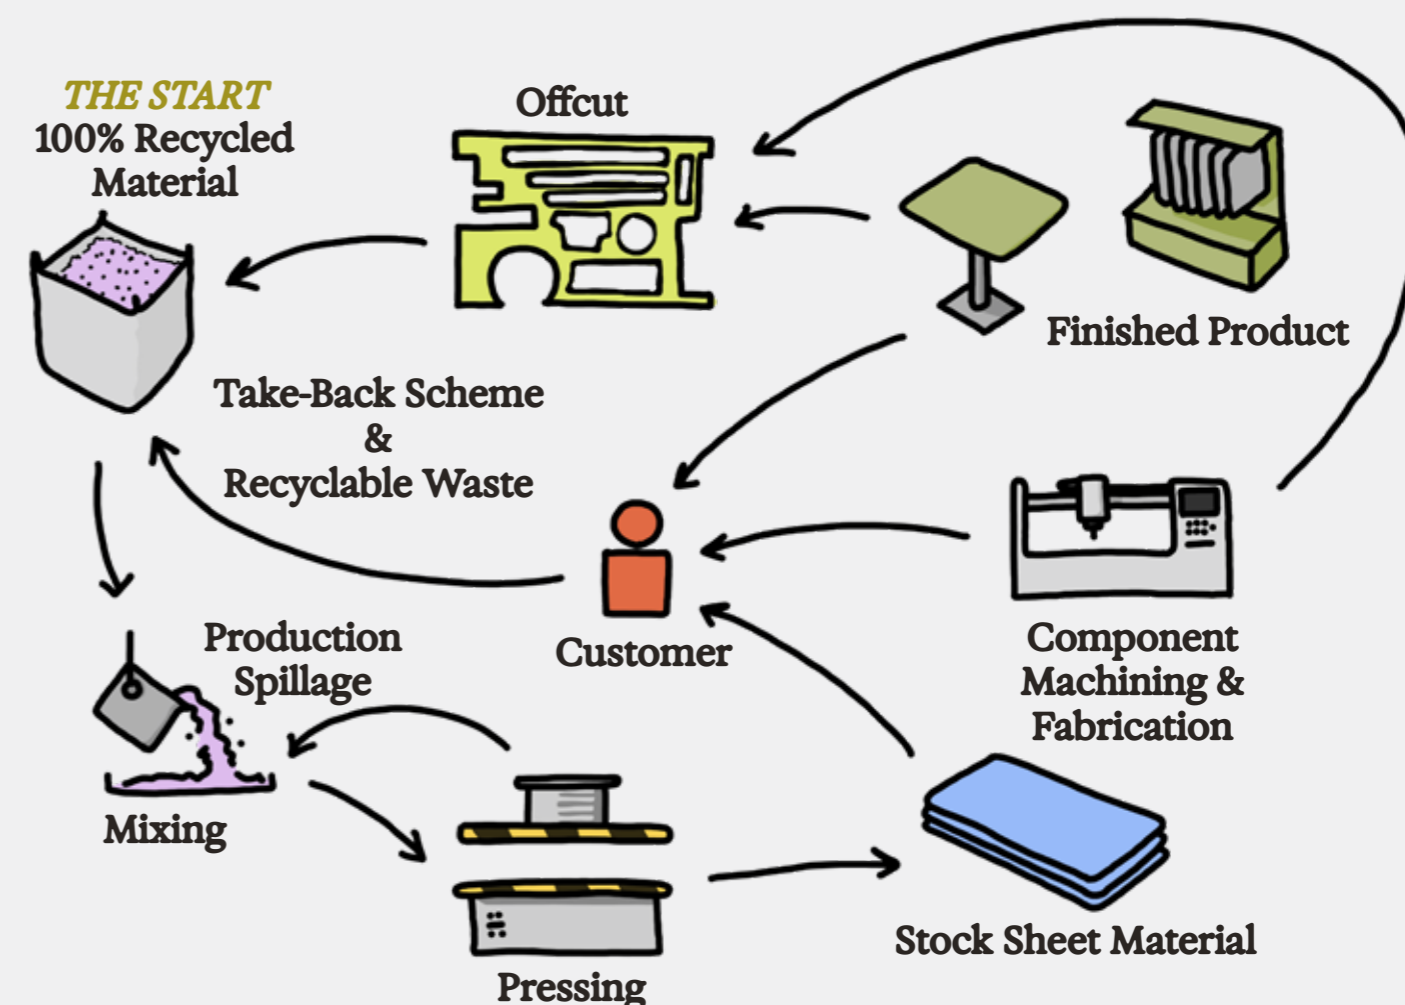 THE START
100% Recycled
Material
Offcut
Finished Product
Take-Back Scheme
&
Recyclable Waste
Customer
Component
Machining &
Fabrication
Production
Spillage
Mixing
Pressing
Stock Sheet Material